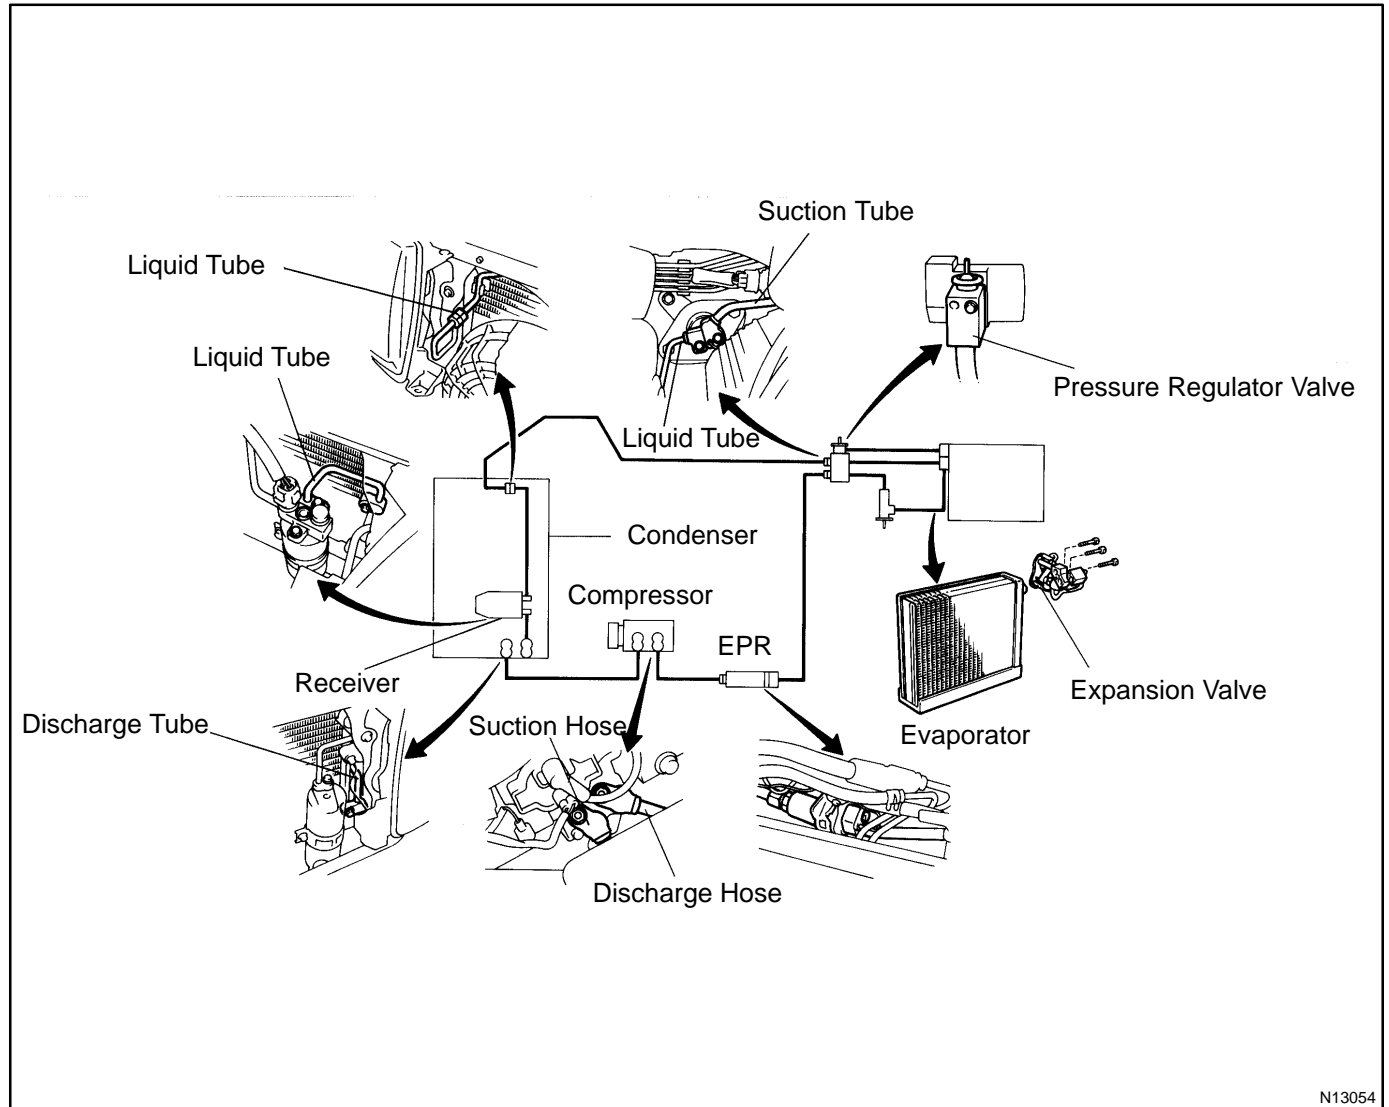 Suction Tube
Liquid Tube
Liquid Tube
Pressure Regulator Valve
Liquid Tube
Condenser
Compressor
EPR
Receiver
Expansion Valve
Discharge Tube
Suction Hose
Evaporator
Discharge Hose
N13054